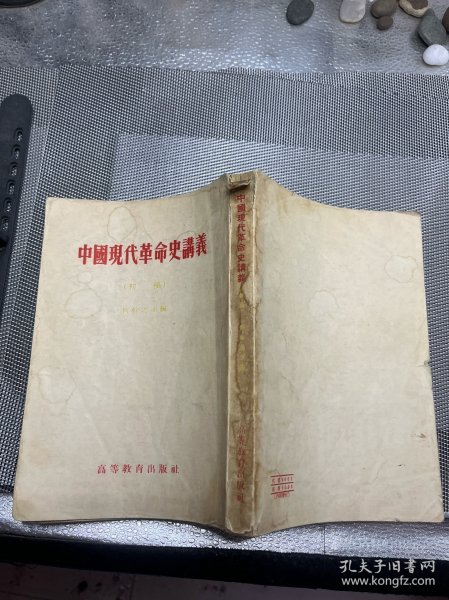 中國現代革命史講義
(初稿)
高等教育出版社
中國現代革命史講義
高等教育出版社
孔夫子旧书网
www.kongfz.com